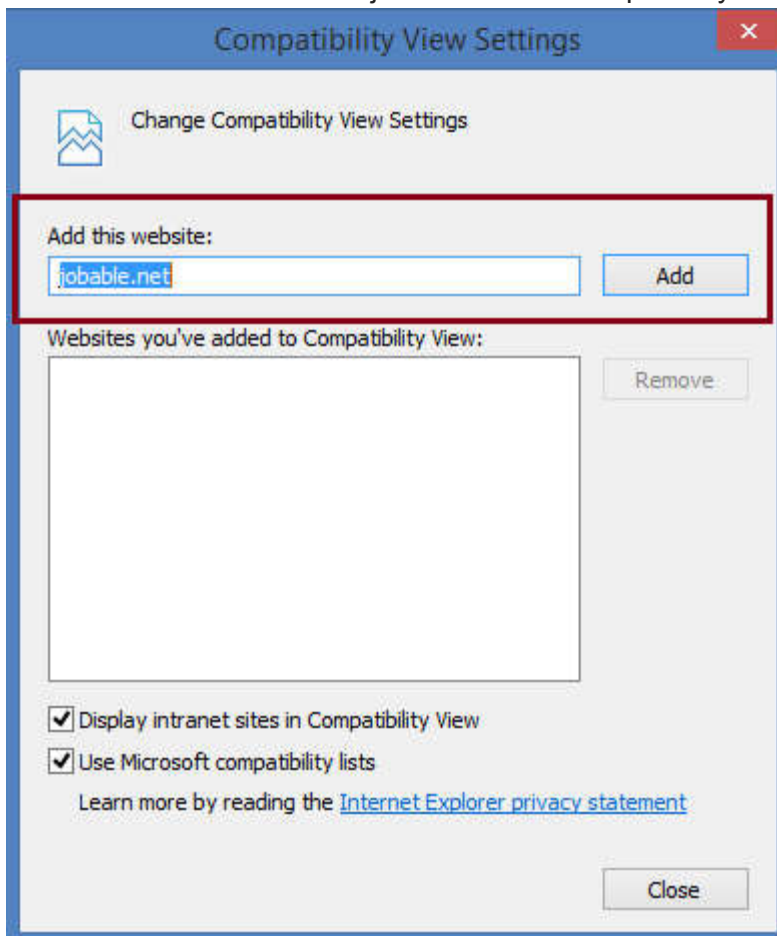 Compatibility View Settings
Change Compatibility View Settings
Add this website:
jobable.net Add
Websites you've added to Compatibility View:
Remove
Display intranet sites in Compatibility View
Use Microsoft compatibility lists
Learn more by reading the Internet Explorer privacy statement
Close